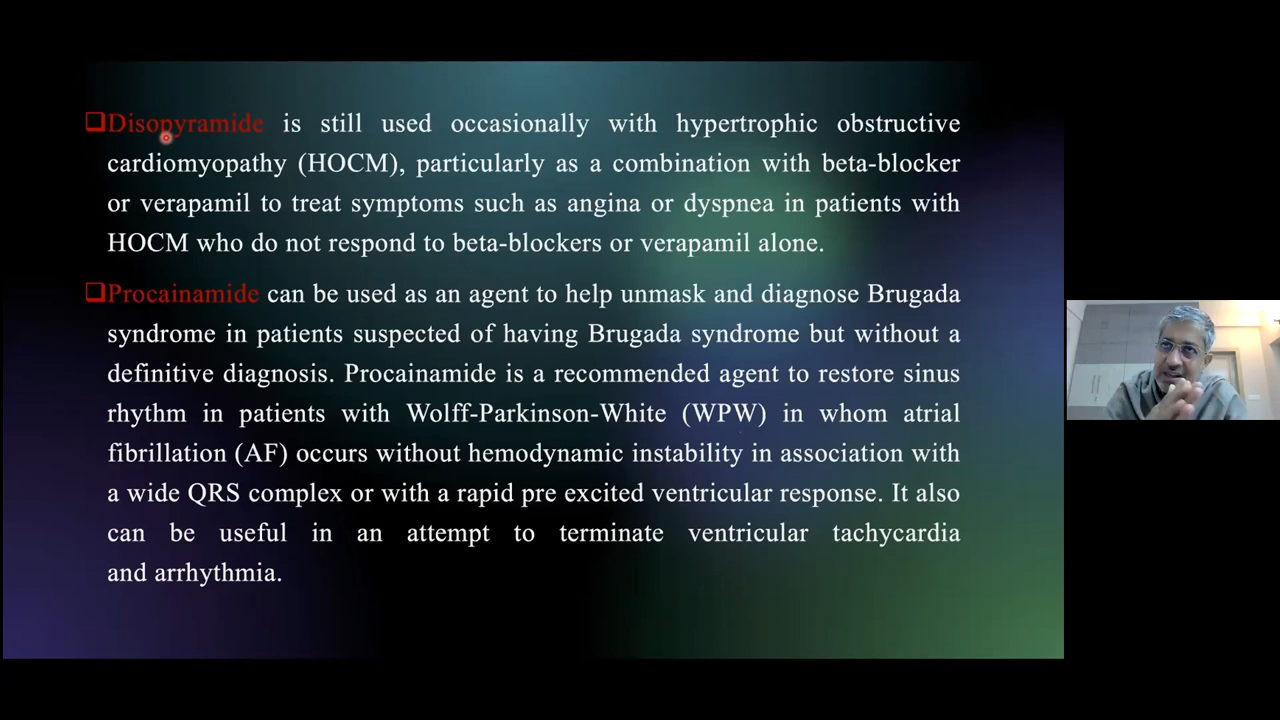 ❑Disopyramide is still used occasionally with hypertrophic obstructive
cardiomyopathy (HOCM), particularly as a combination with beta-blocker
or verapamil to treat symptoms such as angina or dyspnea in patients with
HOCM who do not respond to beta-blockers or verapamil alone.
❑Procainamide can be used as an agent to help unmask and diagnose Brugada
syndrome in patients suspected of having Brugada syndrome but without a
definitive diagnosis. Procainamide is a recommended agent to restore sinus
rhythm in patients with Wolff-Parkinson-White (WPW) in whom atrial
fibrillation (AF) occurs without hemodynamic instability in association with
a wide QRS complex or with a rapid pre excited ventricular response. It also
can be useful in an attempt to terminate ventricular tachycardia
and arrhythmia.